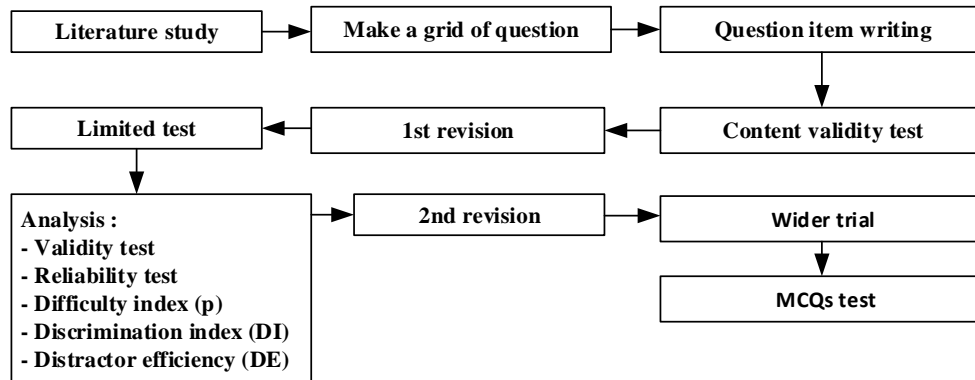 Literature study
Make a grid of question
Question item writing
Content validity test
1st revision
Limited test
Analysis :
- Validity test
- Reliability test
- Difficulty index (p)
- Discrimination index (DI)
- Distractor efficiency (DE)
2nd revision
Wider trial
MCQs test